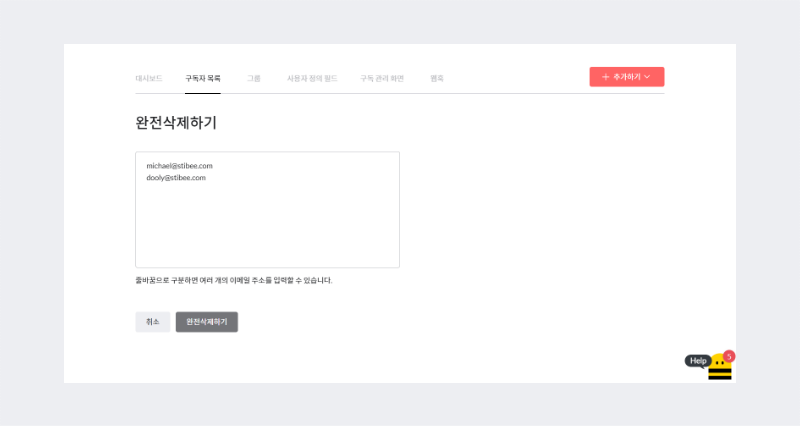 대시보드
구독자 목록
그룹
사용자 정의 필드
구독 관리 화면
웹훅
+ 추가하기
완전삭제하기
michael@stibee.com
dooly@stibee.com
줄바꿈으로 구분하면 여러 개의 이메일 주소를 입력할 수 있습니다.
취소
완전삭제하기
Help
5